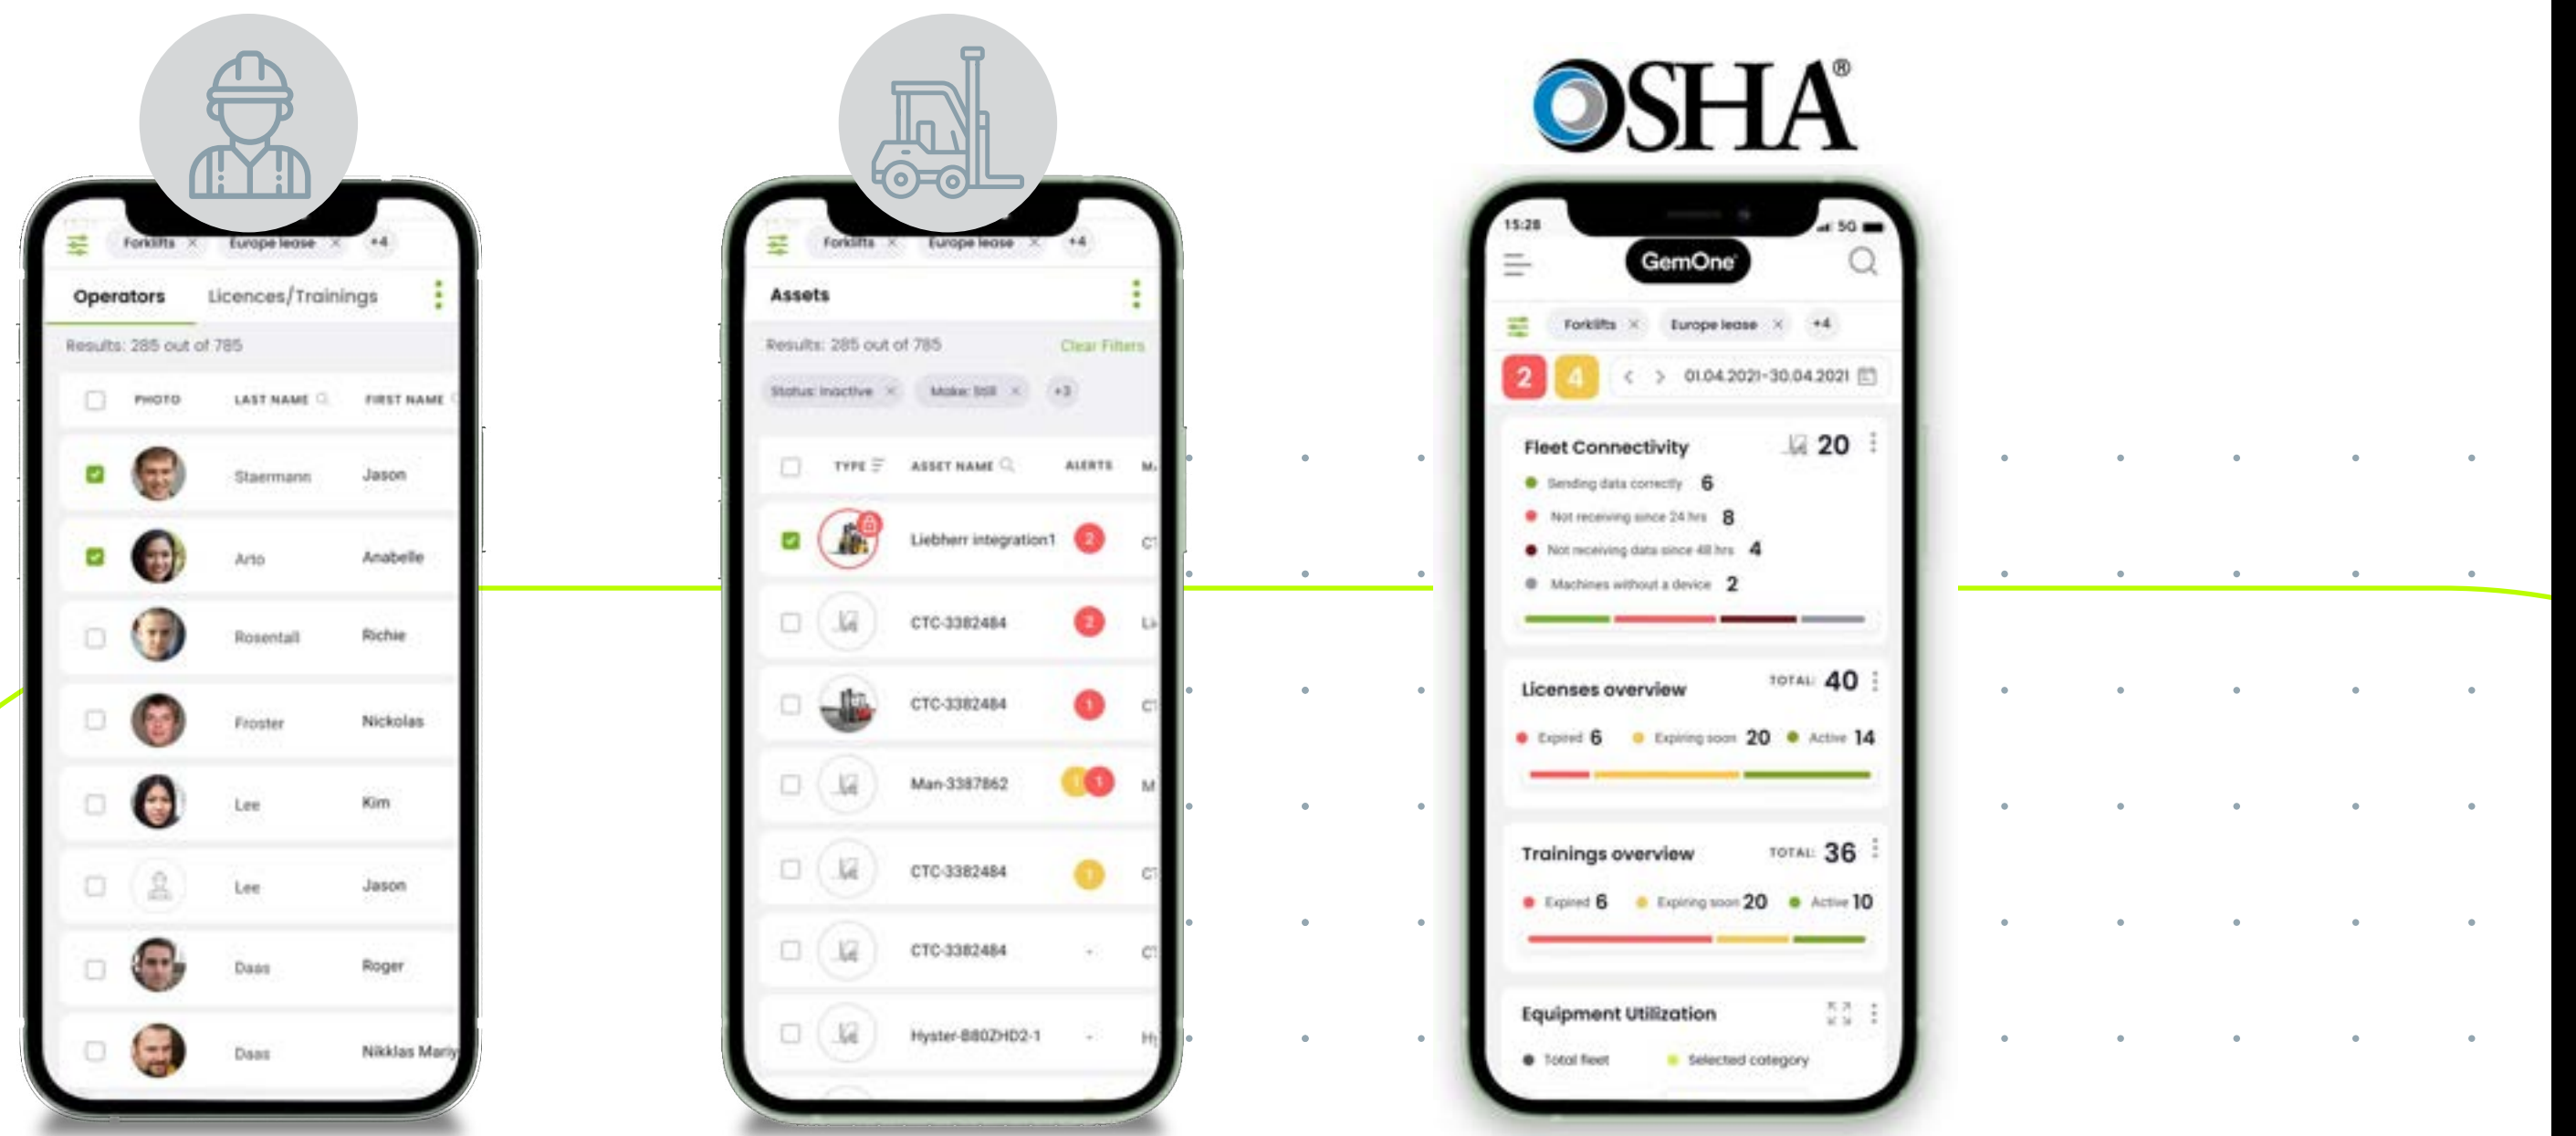 Forklifts × Europe lease × +4
Operators Licences/Trainings
Results: 285 out of 785
PHOTO LAST NAME FIRST NAME
Staermann Jason
Arto Anabelle
Rosentall Richie
Froster Nickolas
Lee Kim
Lee Jason
Daas Roger
Daas Nikklas Mariy
Forklifts × Europe lease × +4
Assets
Results: 285 out of 785 Clear Filters
Status: Inactive × Make: Still × +3
TYPE ASSET NAME ALERTS
Liebherr integration1 2
CTC-3382484 2
CTC-3382484 1
Man-3387862 1 1
CTC-3382484 1
CTC-3382484 -
Hyster-B80ZHD2-1 -
OSHA®
15:28 5G
GemOne
Forklifts × Europe lease × +4
2 4 < > 01.04.2021-30.04.2021
Fleet Connectivity 20
Sending data correctly 6
Not receiving since 24 hrs 8
Not receiving data since 48 hrs 4
Machines without a device 2
Licenses overview TOTAL: 40
Expired 6 Expiring soon 20 Active 14
Trainings overview TOTAL: 36
Expired 6 Expiring soon 20 Active 10
Equipment Utilization
Total fleet Selected category